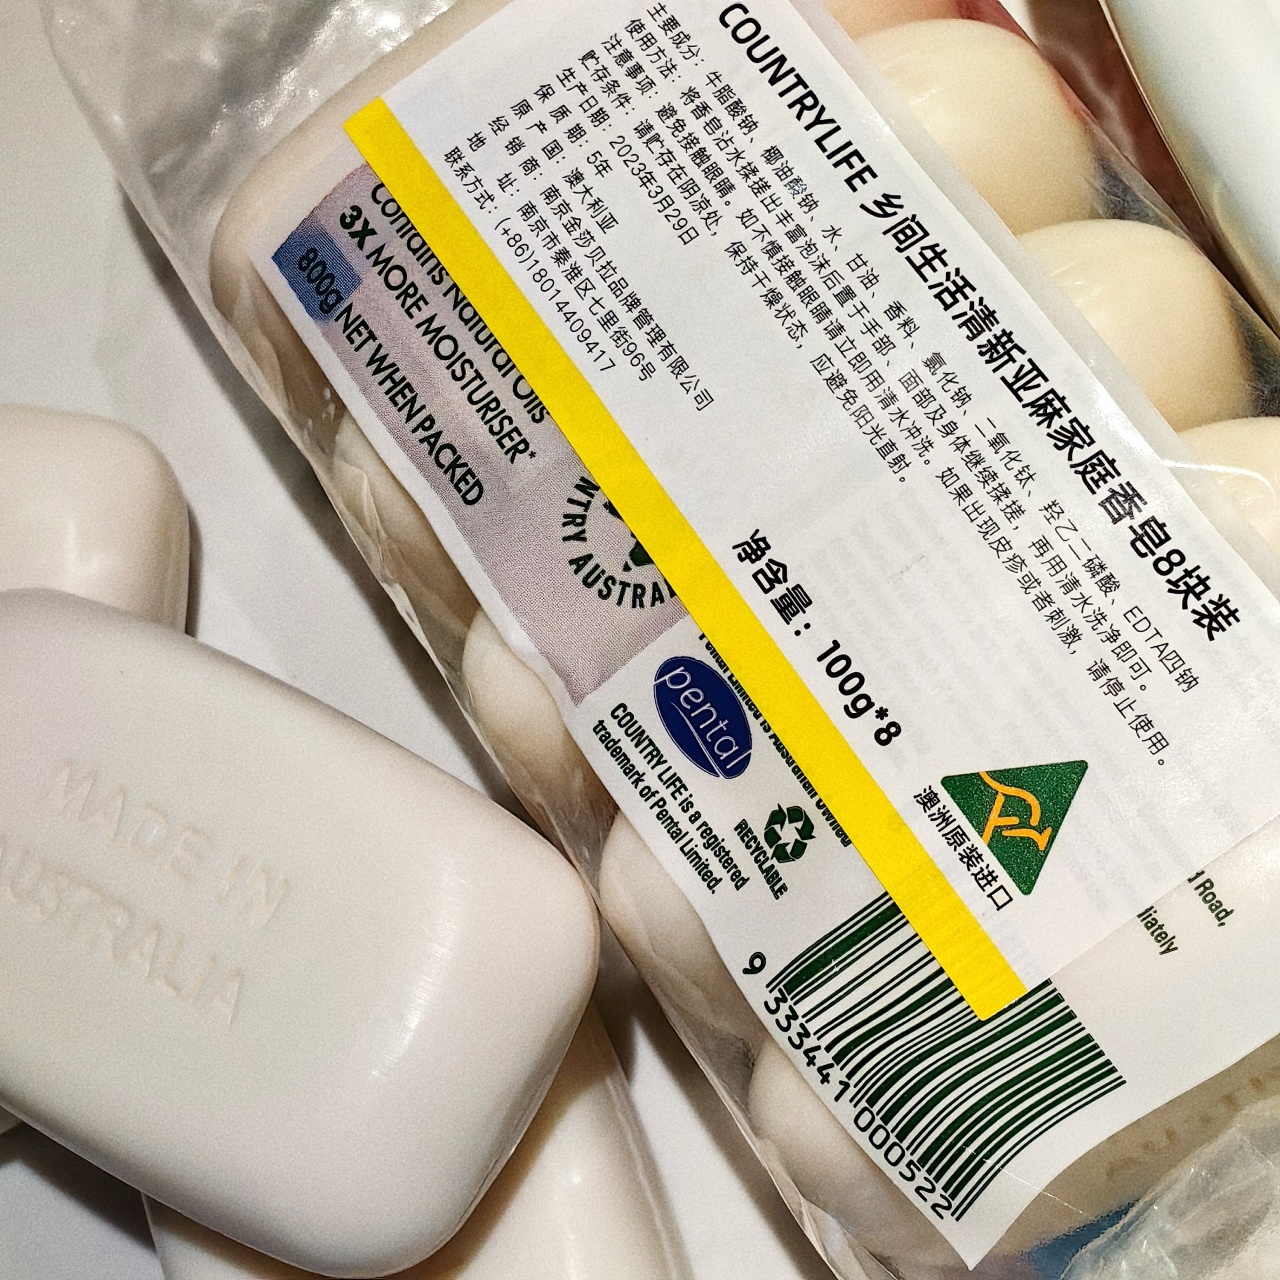 COUNTRYLIFE 乡间生活清新亚麻家庭香皂8块装
主要成分：牛脂酸钠、椰油酸钠、水、甘油、香料、氯化钠、二氧化钛、羟乙二磷酸、EDTA四钠
使用方法：将香皂沾水揉搓出丰富泡沫后置于手部、面部及身体继续揉搓，再用清水洗净即可。
注意事项：避免接触眼睛。如不慎接触眼睛请立即用清水冲洗。如果出现皮疹或者刺激，请停止使用。
贮存条件：请贮存在阴凉处，保持干燥状态，应避免阳光直射。
生产日期：2023年3月29日
保质期：5年
原产国：澳大利亚
经销商：南京金莎贝拉品牌管理有限公司
地址：南京市秦淮区七里街96号
联系方式：(+86)18014409417
净含量：100g*8
澳洲原装进口
Contains Natural Oils
3X MORE MOISTURISER*
800g NET WHEN PACKED
TRY AUSTRA
pental
Pental Limited is Australian Owned
COUNTRY LIFE is a registered
trademark of Pental Limited.
RECYCLABLE
9 333441 000522
Road,
iately
MADE IN
AUSTRALIA